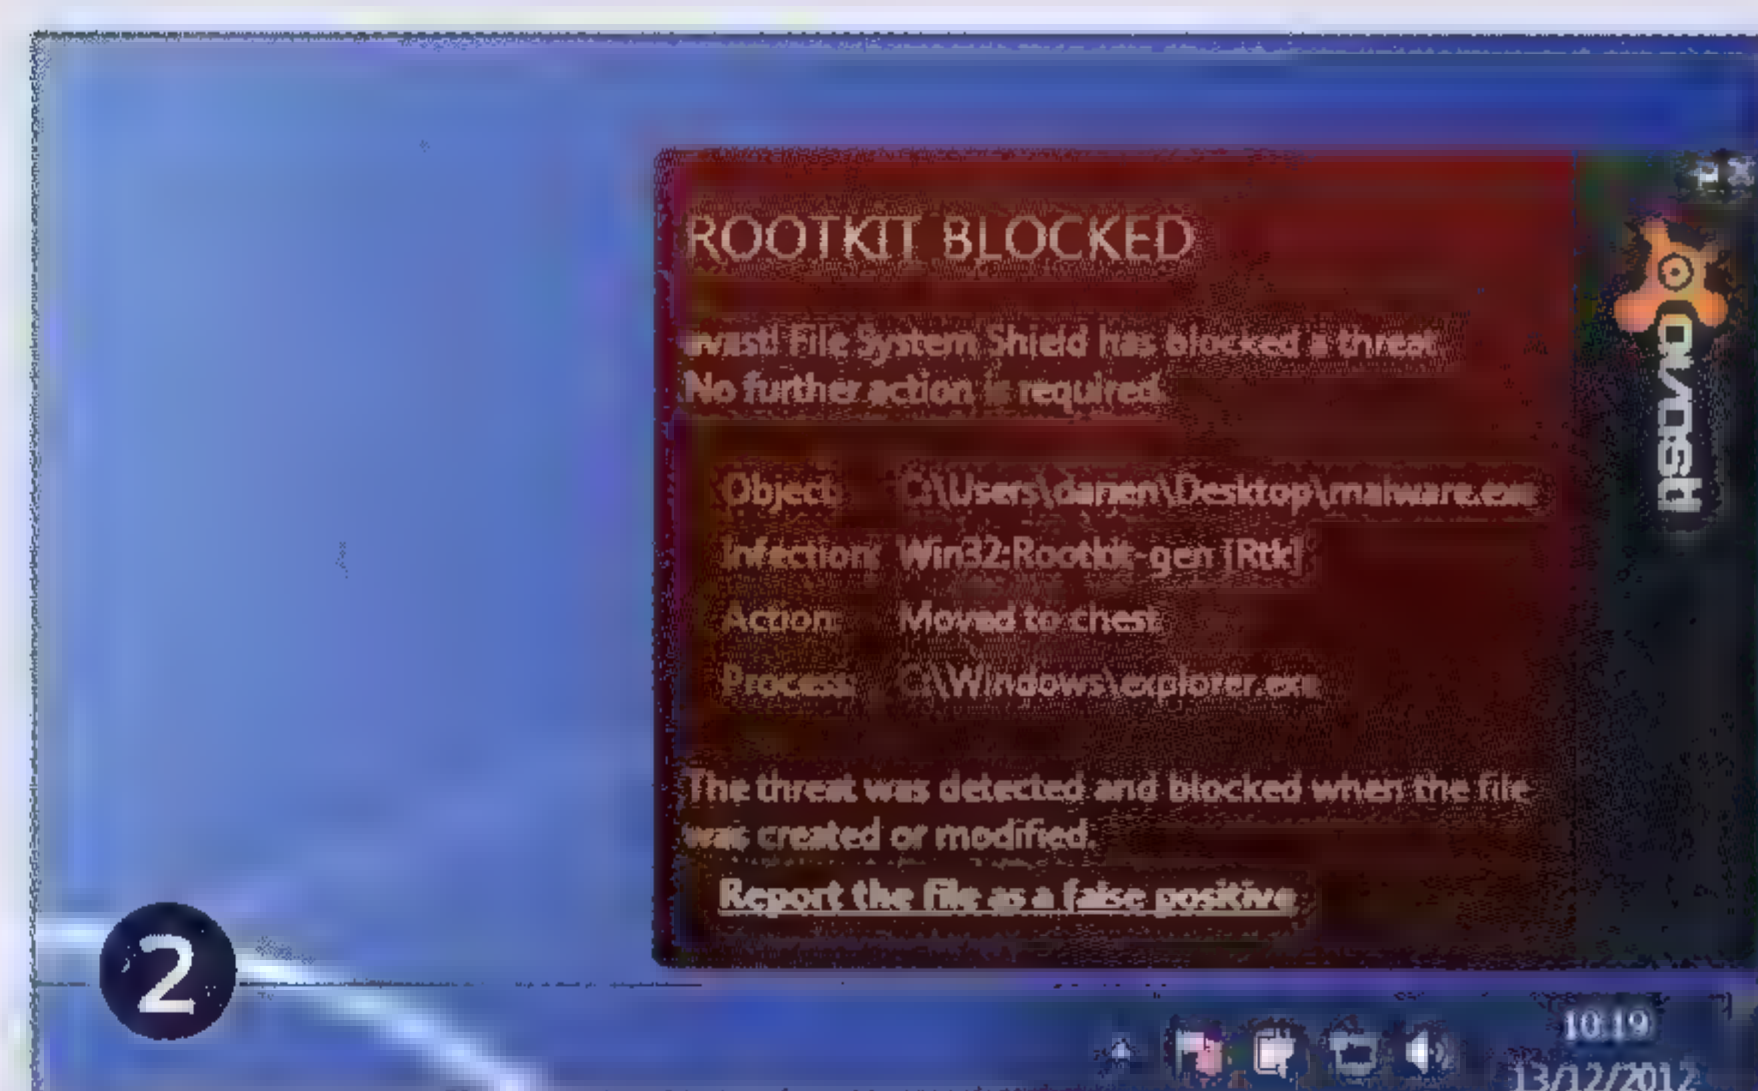 ROOTKIT BLOCKED
avast! File System Shield has blocked a threat
No further action is required.
Object: C:\Users\darien\Desktop\malware.exe
Infection: Win32:Rootkit-gen [Rtk]
Action: Moved to chest
Process: C:\Windows\explorer.exe
The threat was detected and blocked when the file
was created or modified.
Report the file as a false positive
avast!
2
10:19
13/12/2012